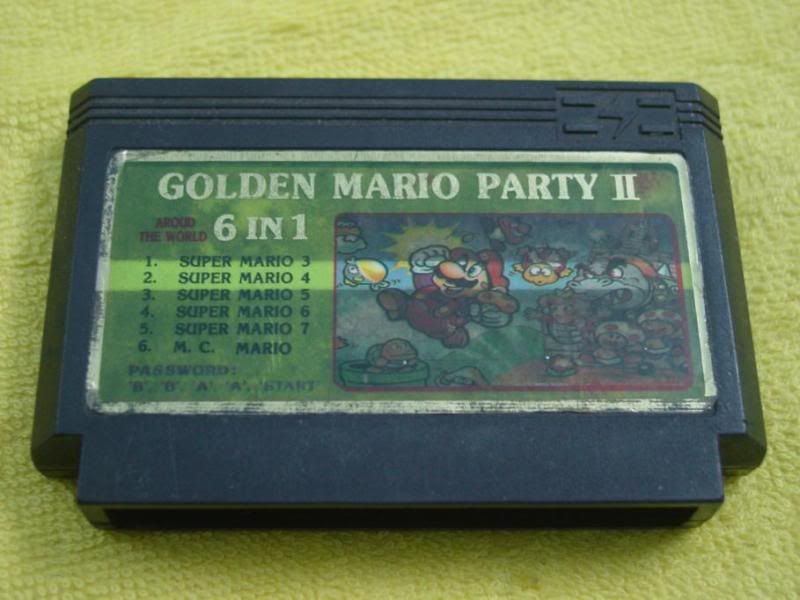 GOLDEN MARIO PARTY II
AROUD
THE WORLD
6 IN 1
1. SUPER MARIO 3
2. SUPER MARIO 4
3. SUPER MARIO 5
4. SUPER MARIO 6
5. SUPER MARIO 7
6. M. C. MARIO
PASSWORD:
'B', 'B', 'A', 'A', 'START'